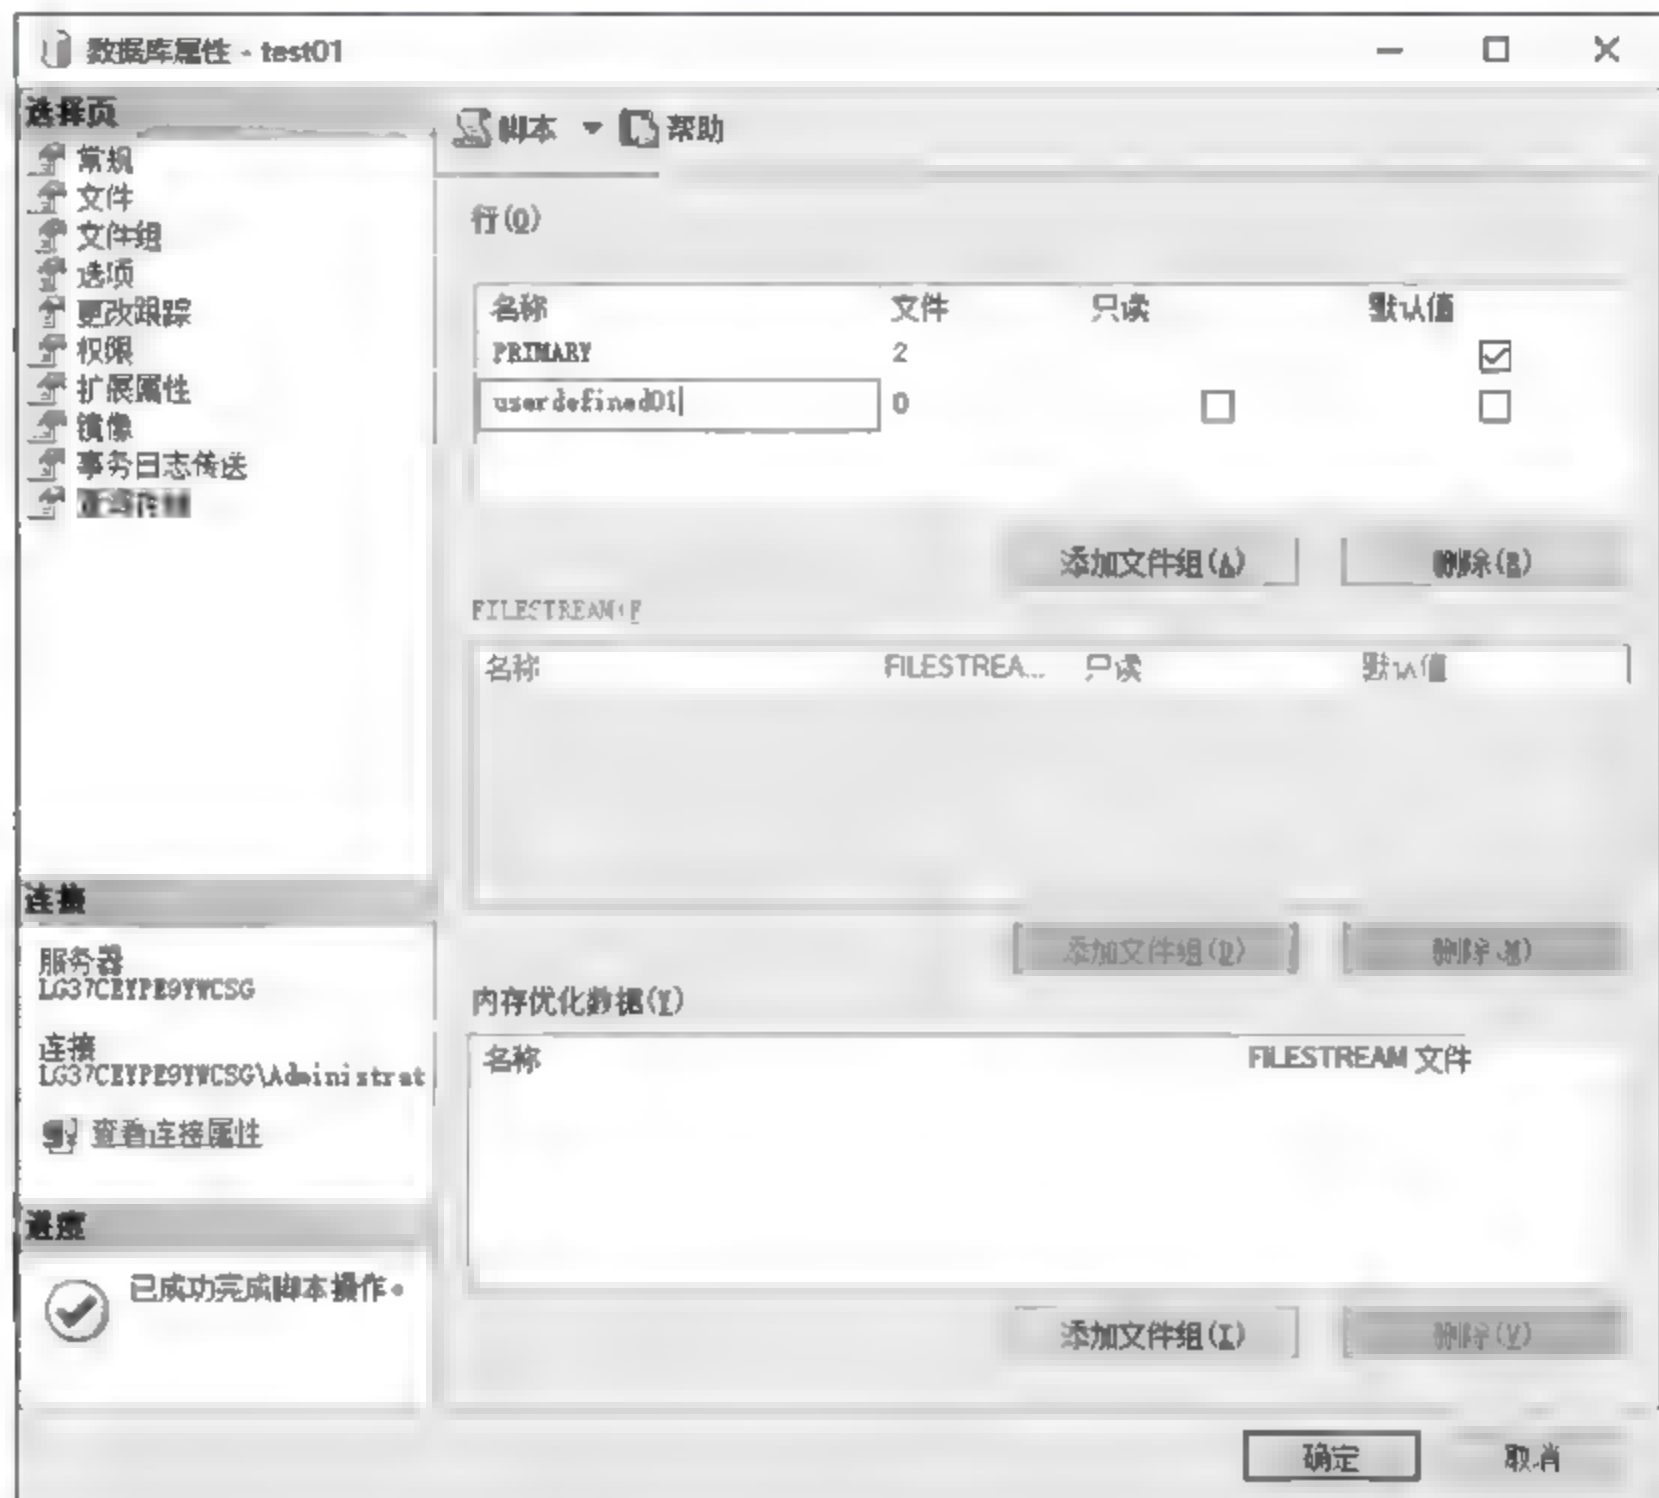 数据库属性 - test01
选择页
常规
文件
文件组
选项
更改跟踪
权限
扩展属性
镜像
事务日志传送
脚本 帮助
行(O)
名称 文件 只读 默认值
PRIMARY 2
userdefined01 0
添加文件组(A) 删除(R)
FILESTREAM(F
名称 FILESTREA... 只读 默认值
添加文件组(D) 删除
内存优化数据(Y)
名称 FILESTREAM 文件
添加文件组(I) 删除(V)
连接
服务器
LG37CEYPE9YWCSG
连接
LG37CEYPE9YWCSG\Administrat
查看连接属性
进度
已成功完成脚本操作。
确定 取消